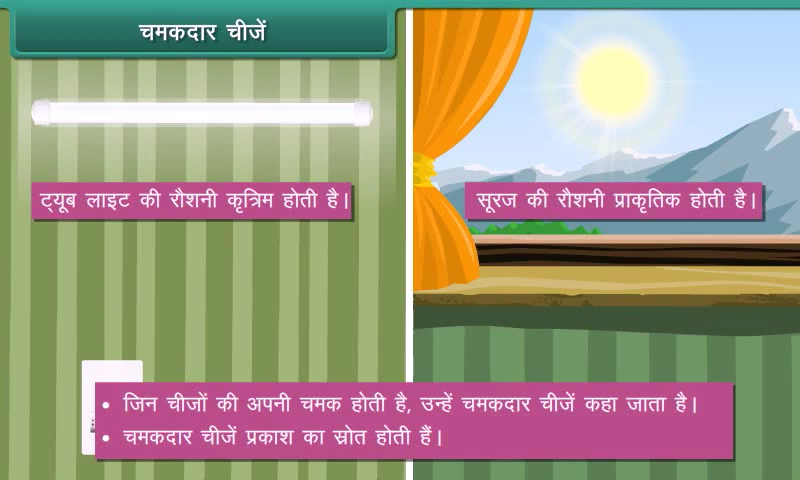 चमकदार चीजें
ट्यूब लाइट की रौशनी कृत्रिम होती है।
सूरज की रौशनी प्राकृतिक होती है।
• जिन चीजों की अपनी चमक होती है, उन्हें चमकदार चीजें कहा जाता है।
• चमकदार चीजें प्रकाश का स्रोत होती हैं।